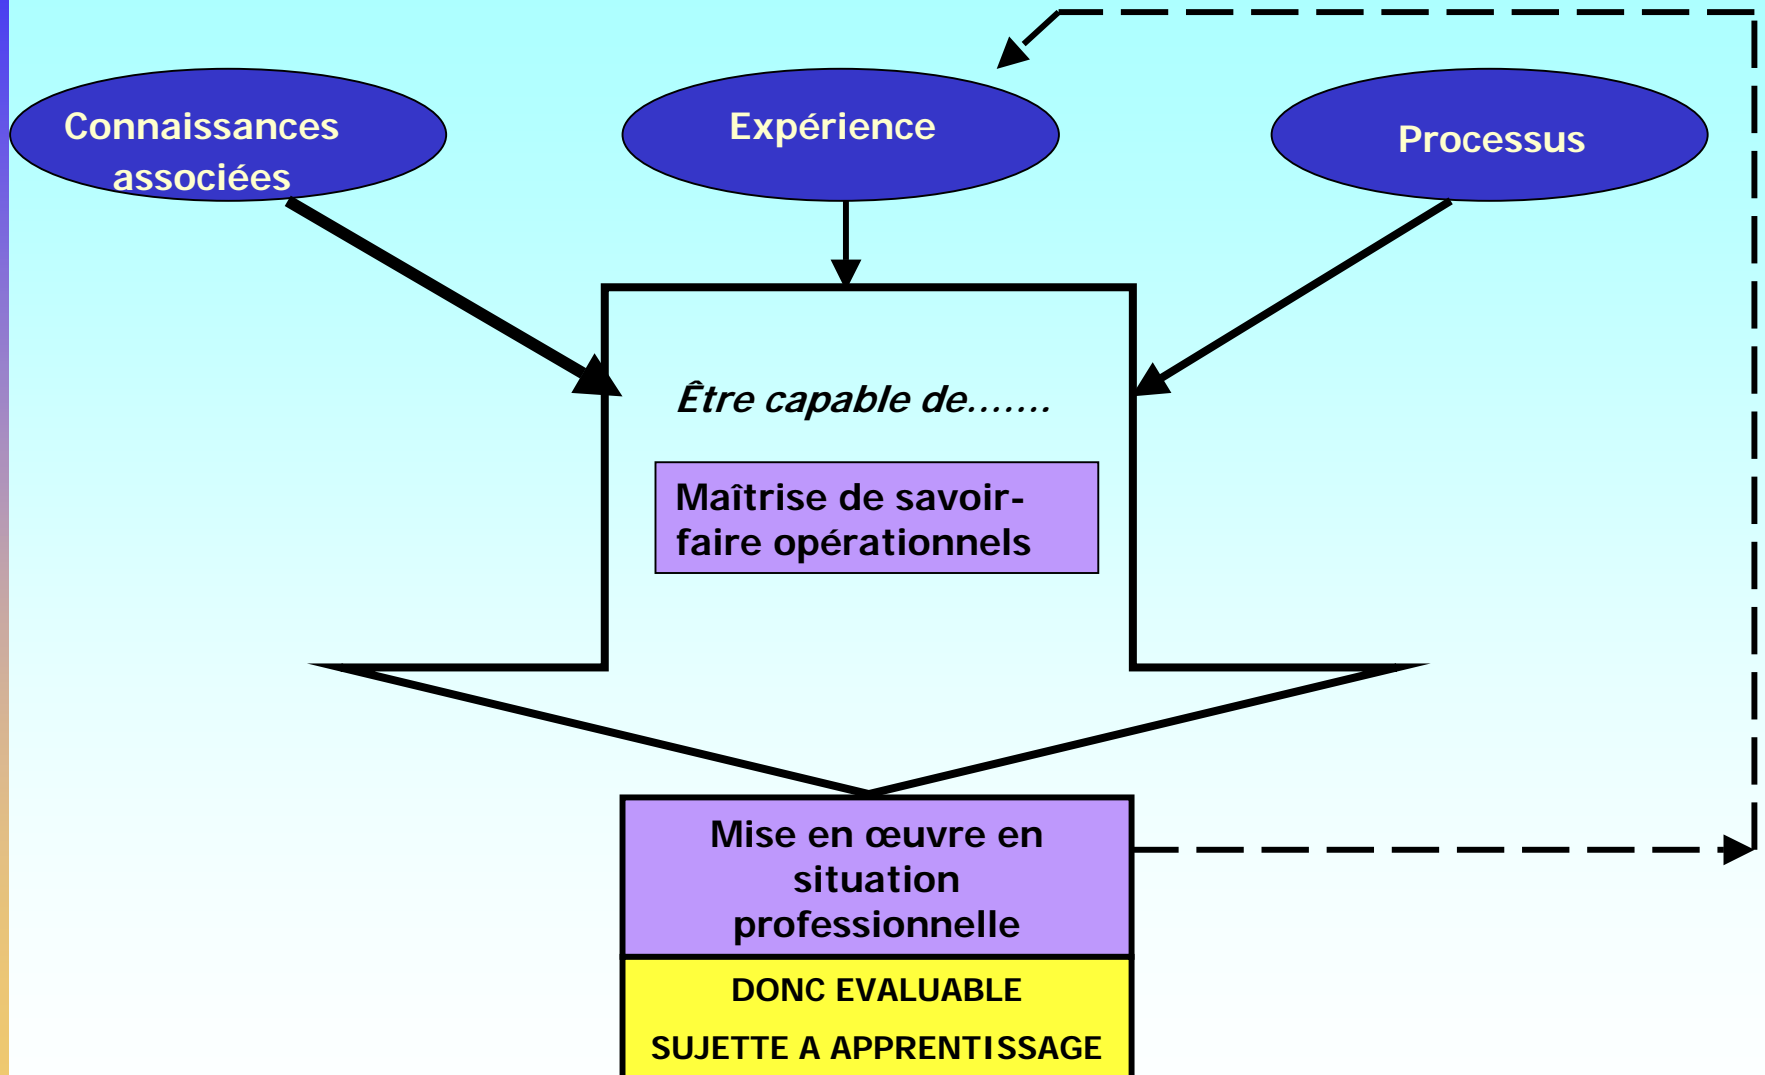 Connaissances
associées
Expérience
Processus
Être capable de.......
Maîtrise de savoir-
faire opérationnels
Mise en œuvre en
situation
professionnelle
DONC EVALUABLE
SUJETTE A APPRENTISSAGE